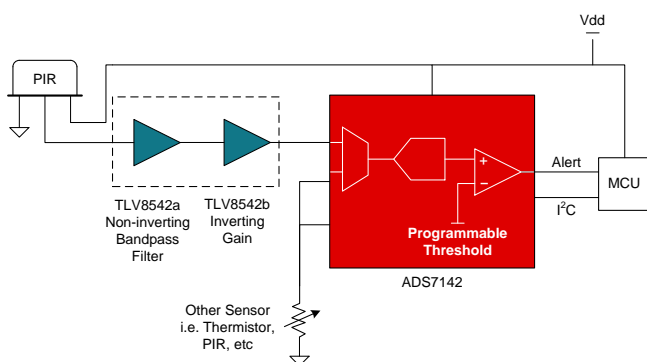 Vdd
PIR
TLV8542a
Non-inverting
Bandpass
Filter
TLV8542b
Inverting
Gain
+
−
Programmable
Threshold
Alert
I²C
MCU
ADS7142
Other Sensor
i.e. Thermistor,
PIR, etc